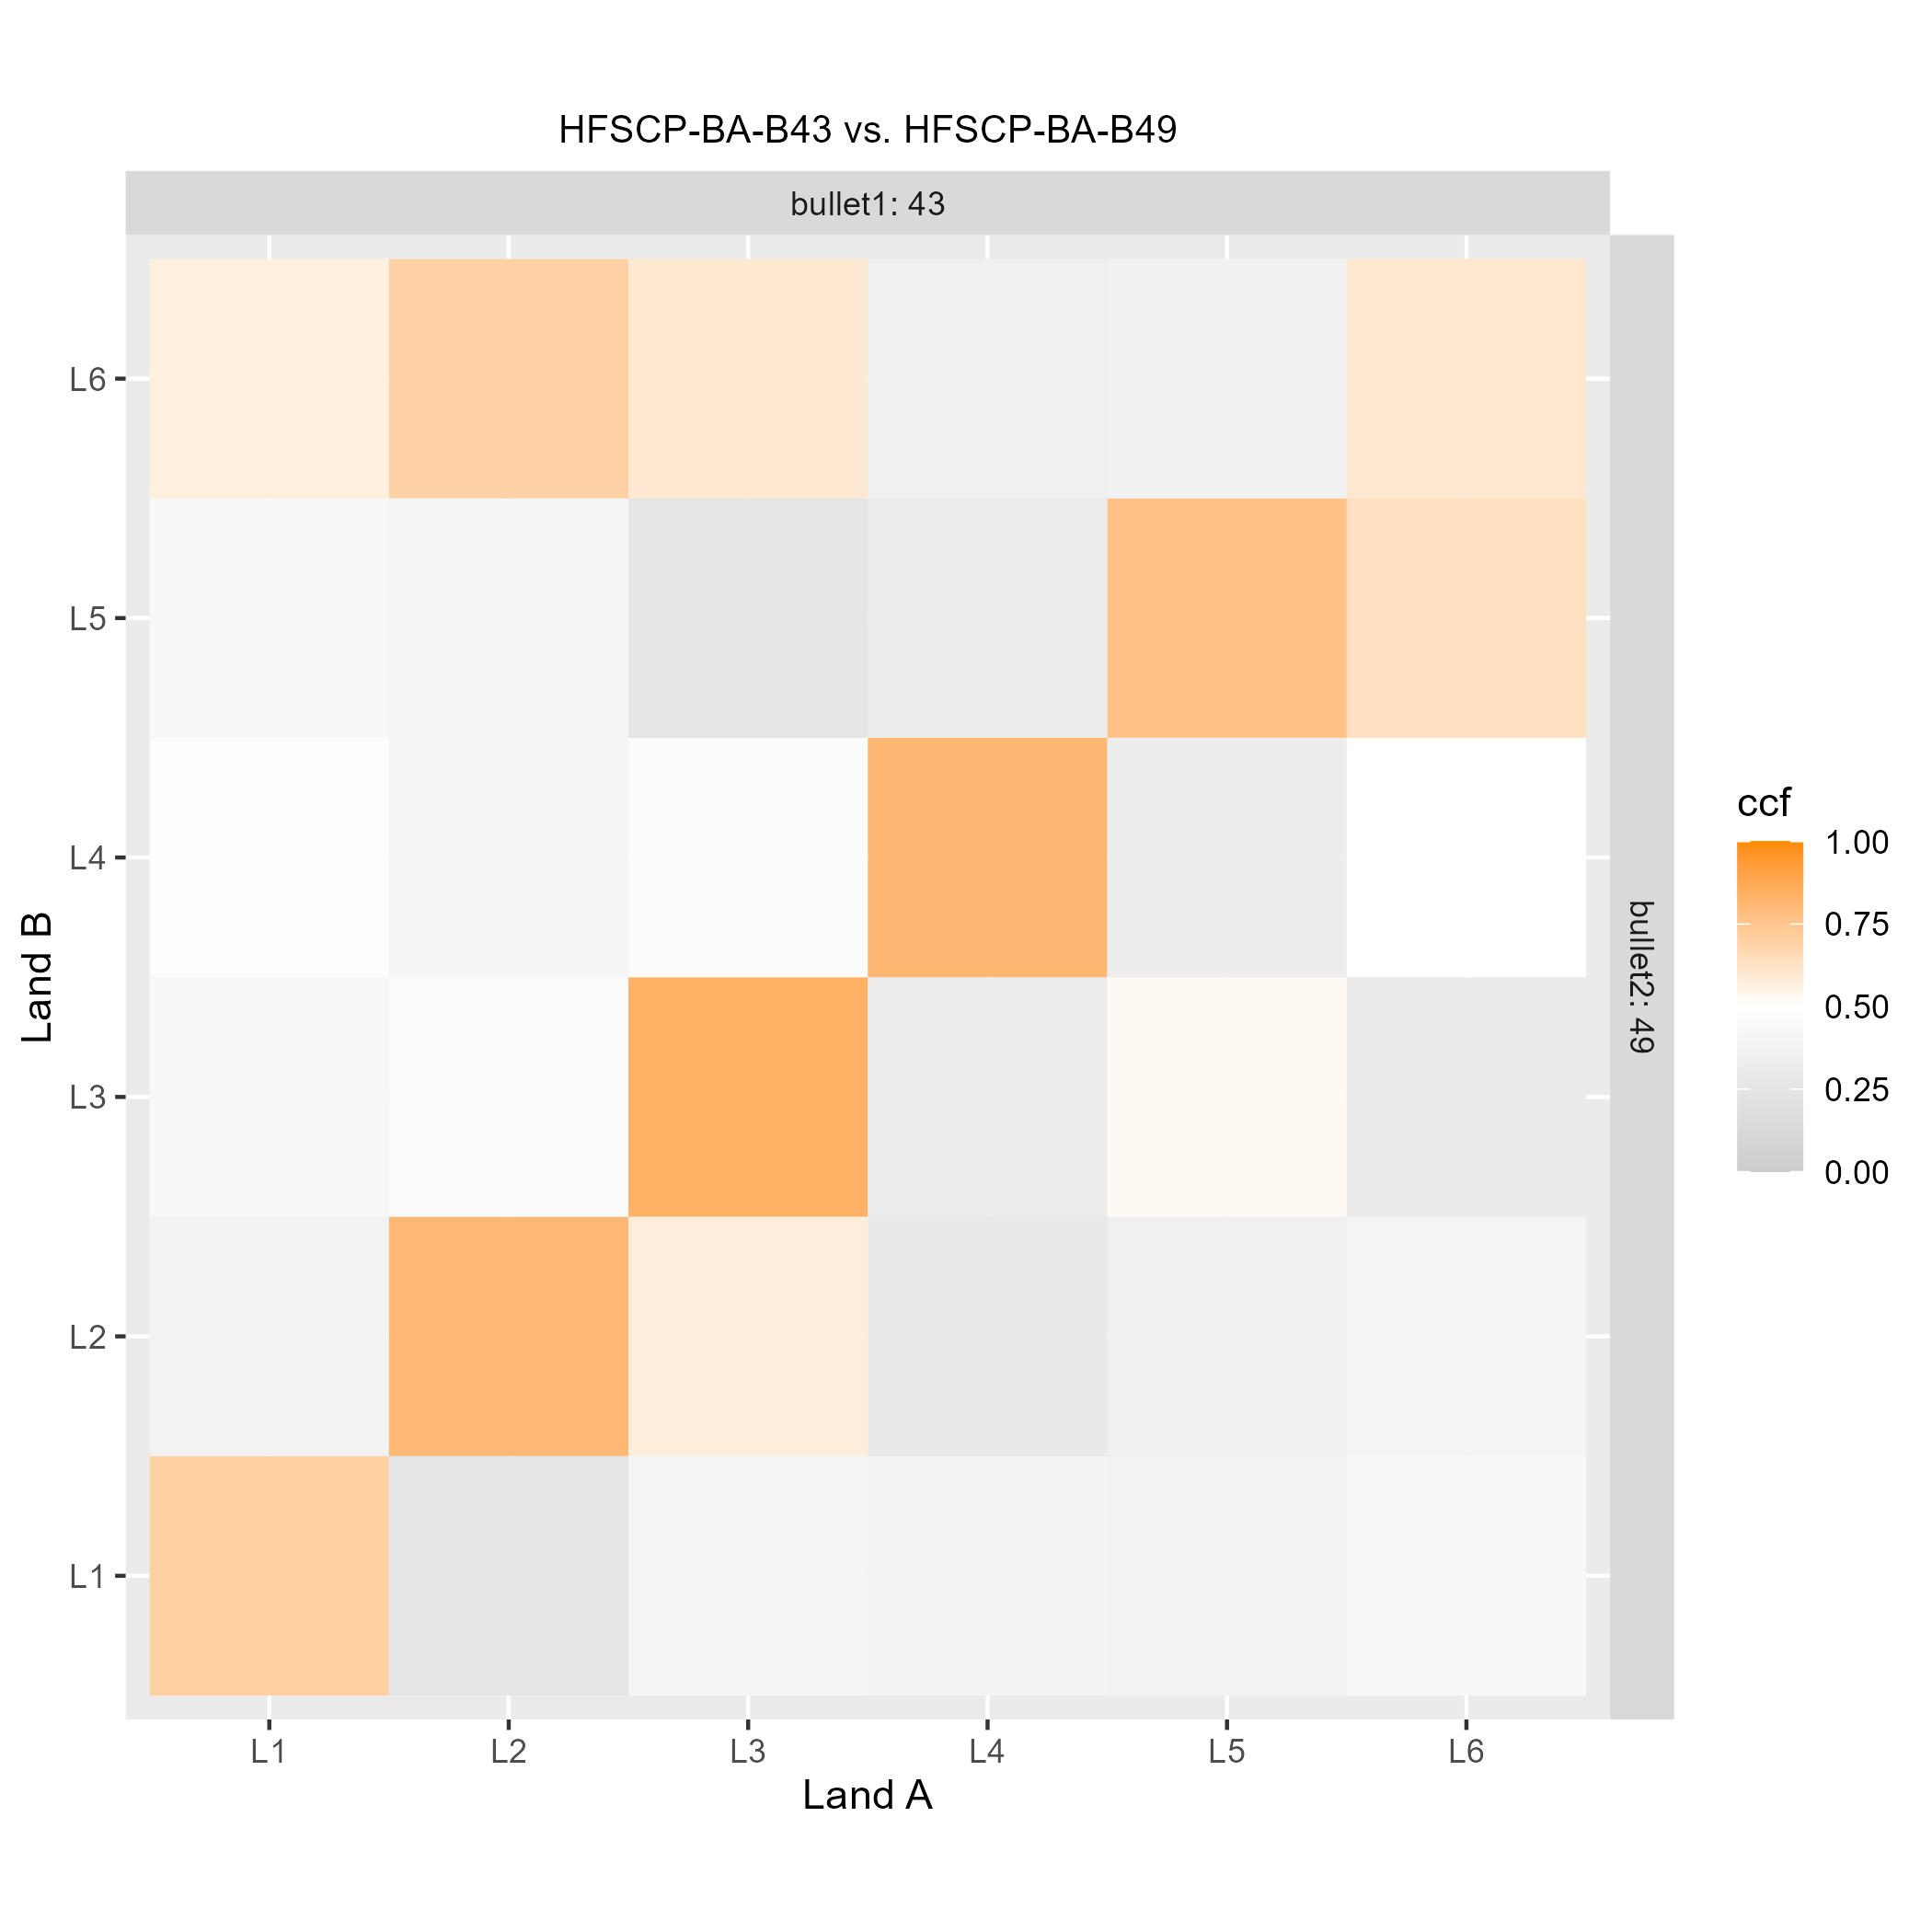 HFSCP-BA-B43 vs. HFSCP-BA-B49
bullet1: 43
L6
L5
L4
L3
L2
L1
Land B
bullet2: 49
L1 L2 L3 L4 L5 L6
Land A
ccf
1.00
0.75
0.50
0.25
0.00